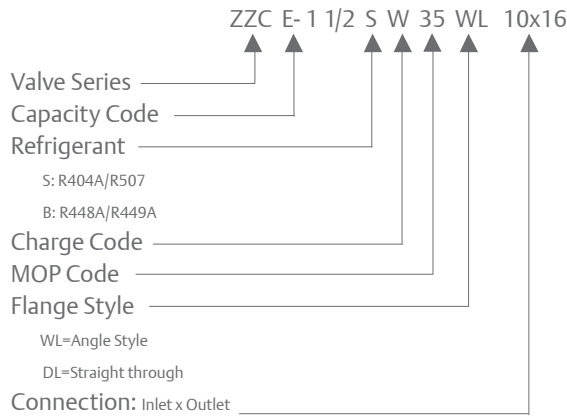 ZZC E- 1 1/2 S W 35 WL 10x16
Valve Series
Capacity Code
Refrigerant
S: R404A/R507
B: R448A/R449A
Charge Code
MOP Code
Flange Style
WL=Angle Style
DL=Straight through
Connection: Inlet x Outlet